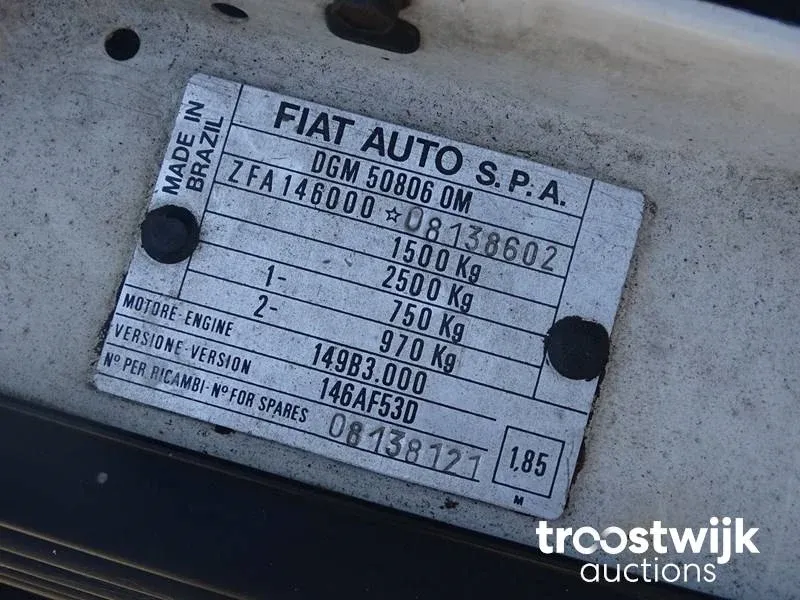 MADE IN
BRAZIL
FIAT AUTO S.P.A.
DGM 50806 OM
ZFA146000 ☆08138602
1500 Kg
2500 Kg
1- 750 Kg
2- 970 Kg
MOTORE-ENGINE 149B3.000
VERSIONE-VERSION 146AF53D
Nº PER RICAMBI-Nº FOR SPARES 08138121
1,85
M
troostwijk
auctions